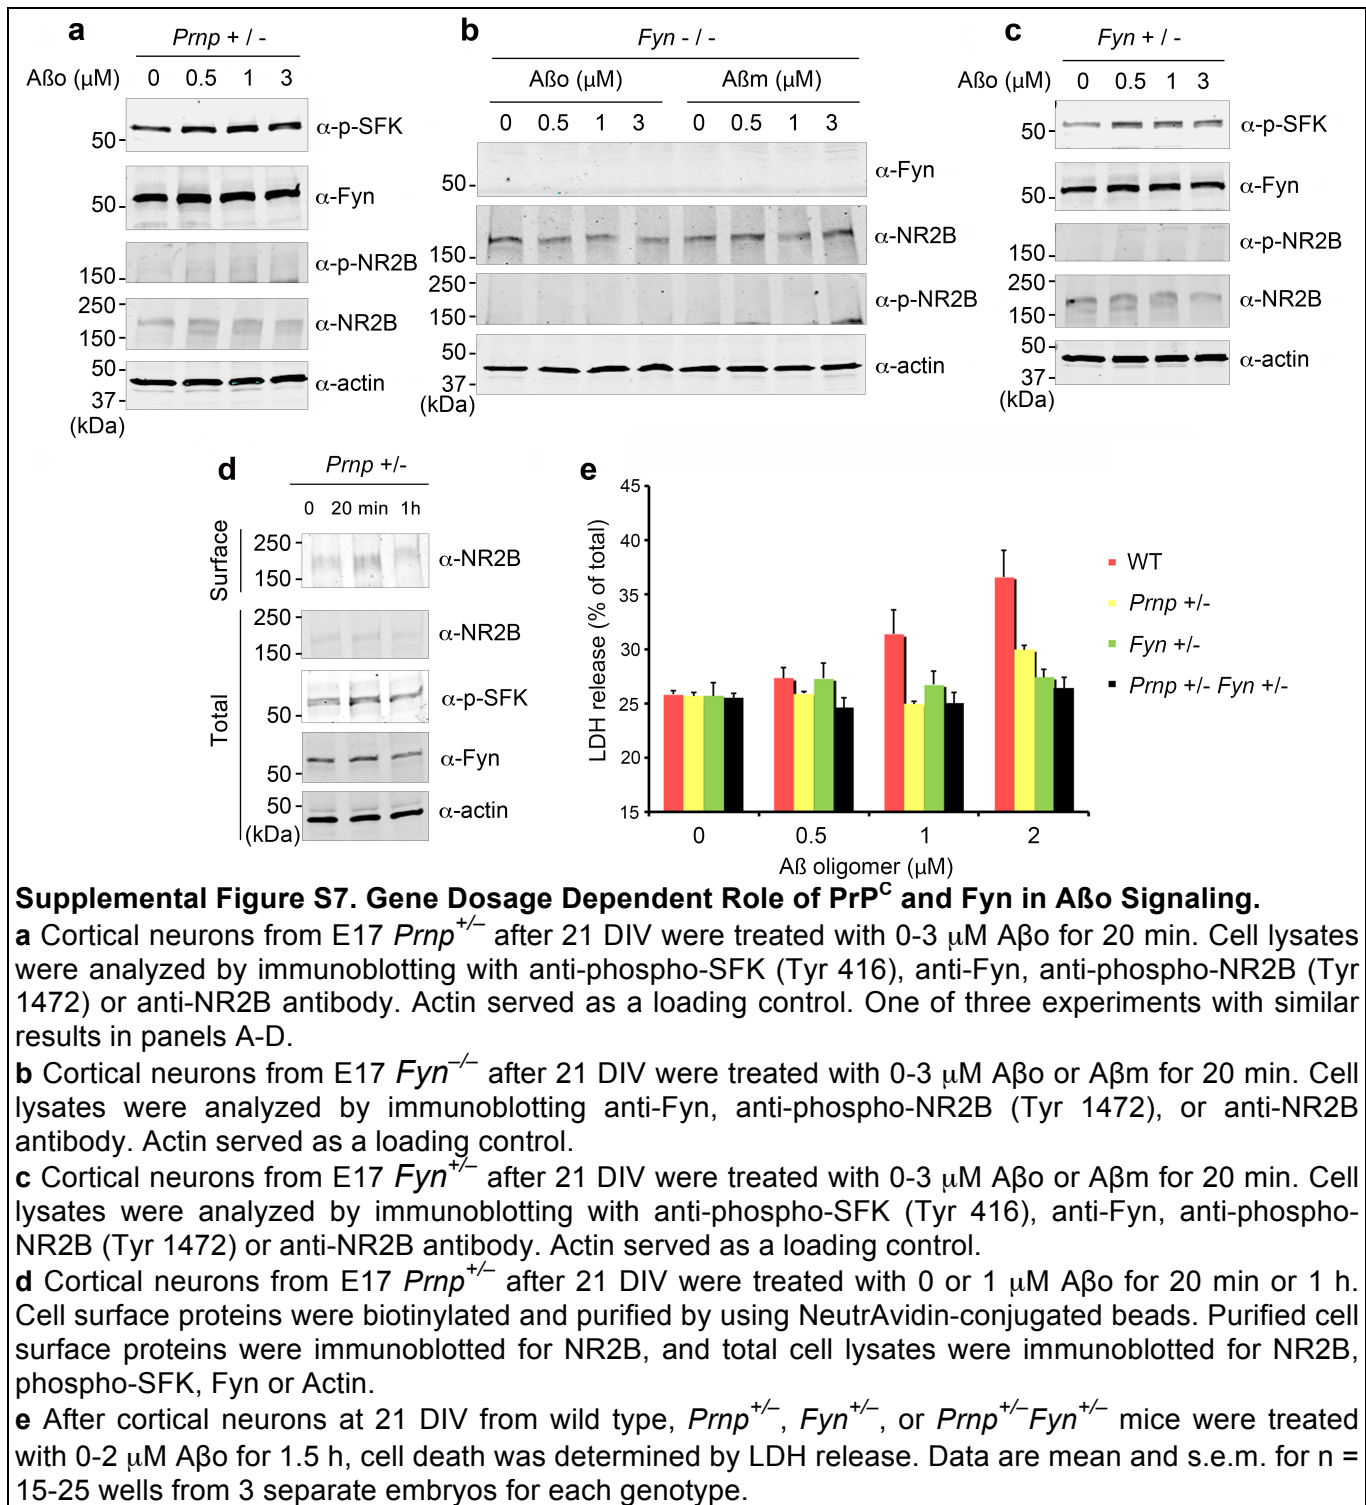 a
Prnp + / -
Aßo (μM) 0 0.5 1 3
50 α-p-SFK
50 α-Fyn
150 α-p-NR2B
250
150 α-NR2B
50
37 α-actin
(kDa)
b
Fyn - / -
Aßo (μM) Aßm (μM)
0 0.5 1 3 0 0.5 1 3
50 α-Fyn
150 α-NR2B
250
150 α-p-NR2B
50
37 α-actin
(kDa)
c
Fyn + / -
Aßo (μM) 0 0.5 1 3
50 α-p-SFK
50 α-Fyn
α-p-NR2B
250
150 α-NR2B
50
37 α-actin
(kDa)
d
Prnp +/-
0 20 min 1h
Surface
250
150 α-NR2B
Total
250
150 α-NR2B
50 α-p-SFK
50 α-Fyn
50 α-actin
(kDa)
e
LDH release (% of total)
45
40
35
30
25
20
15
0 0.5 1 2
Aß oligomer (μM)
WT
Prnp +/-
Fyn +/-
Prnp +/- Fyn +/-
Supplemental Figure S7. Gene Dosage Dependent Role of PrPC and Fyn in Aßo Signaling.
a Cortical neurons from E17 Prnp+/– after 21 DIV were treated with 0-3 μM Aβo for 20 min. Cell lysates
were analyzed by immunoblotting with anti-phospho-SFK (Tyr 416), anti-Fyn, anti-phospho-NR2B (Tyr
1472) or anti-NR2B antibody. Actin served as a loading control. One of three experiments with similar
results in panels A-D.
b Cortical neurons from E17 Fyn–/– after 21 DIV were treated with 0-3 μM Aβo or Aβm for 20 min. Cell
lysates were analyzed by immunoblotting anti-Fyn, anti-phospho-NR2B (Tyr 1472), or anti-NR2B
antibody. Actin served as a loading control.
c Cortical neurons from E17 Fyn+/– after 21 DIV were treated with 0-3 μM Aβo or Aβm for 20 min. Cell
lysates were analyzed by immunoblotting with anti-phospho-SFK (Tyr 416), anti-Fyn, anti-phospho-
NR2B (Tyr 1472) or anti-NR2B antibody. Actin served as a loading control.
d Cortical neurons from E17 Prnp+/– after 21 DIV were treated with 0 or 1 μM Aβo for 20 min or 1 h.
Cell surface proteins were biotinylated and purified by using NeutrAvidin-conjugated beads. Purified cell
surface proteins were immunoblotted for NR2B, and total cell lysates were immunoblotted for NR2B,
phospho-SFK, Fyn or Actin.
e After cortical neurons at 21 DIV from wild type, Prnp+/–, Fyn+/–, or Prnp+/–Fyn+/– mice were treated
with 0-2 μM Aβo for 1.5 h, cell death was determined by LDH release. Data are mean and s.e.m. for n =
15-25 wells from 3 separate embryos for each genotype.